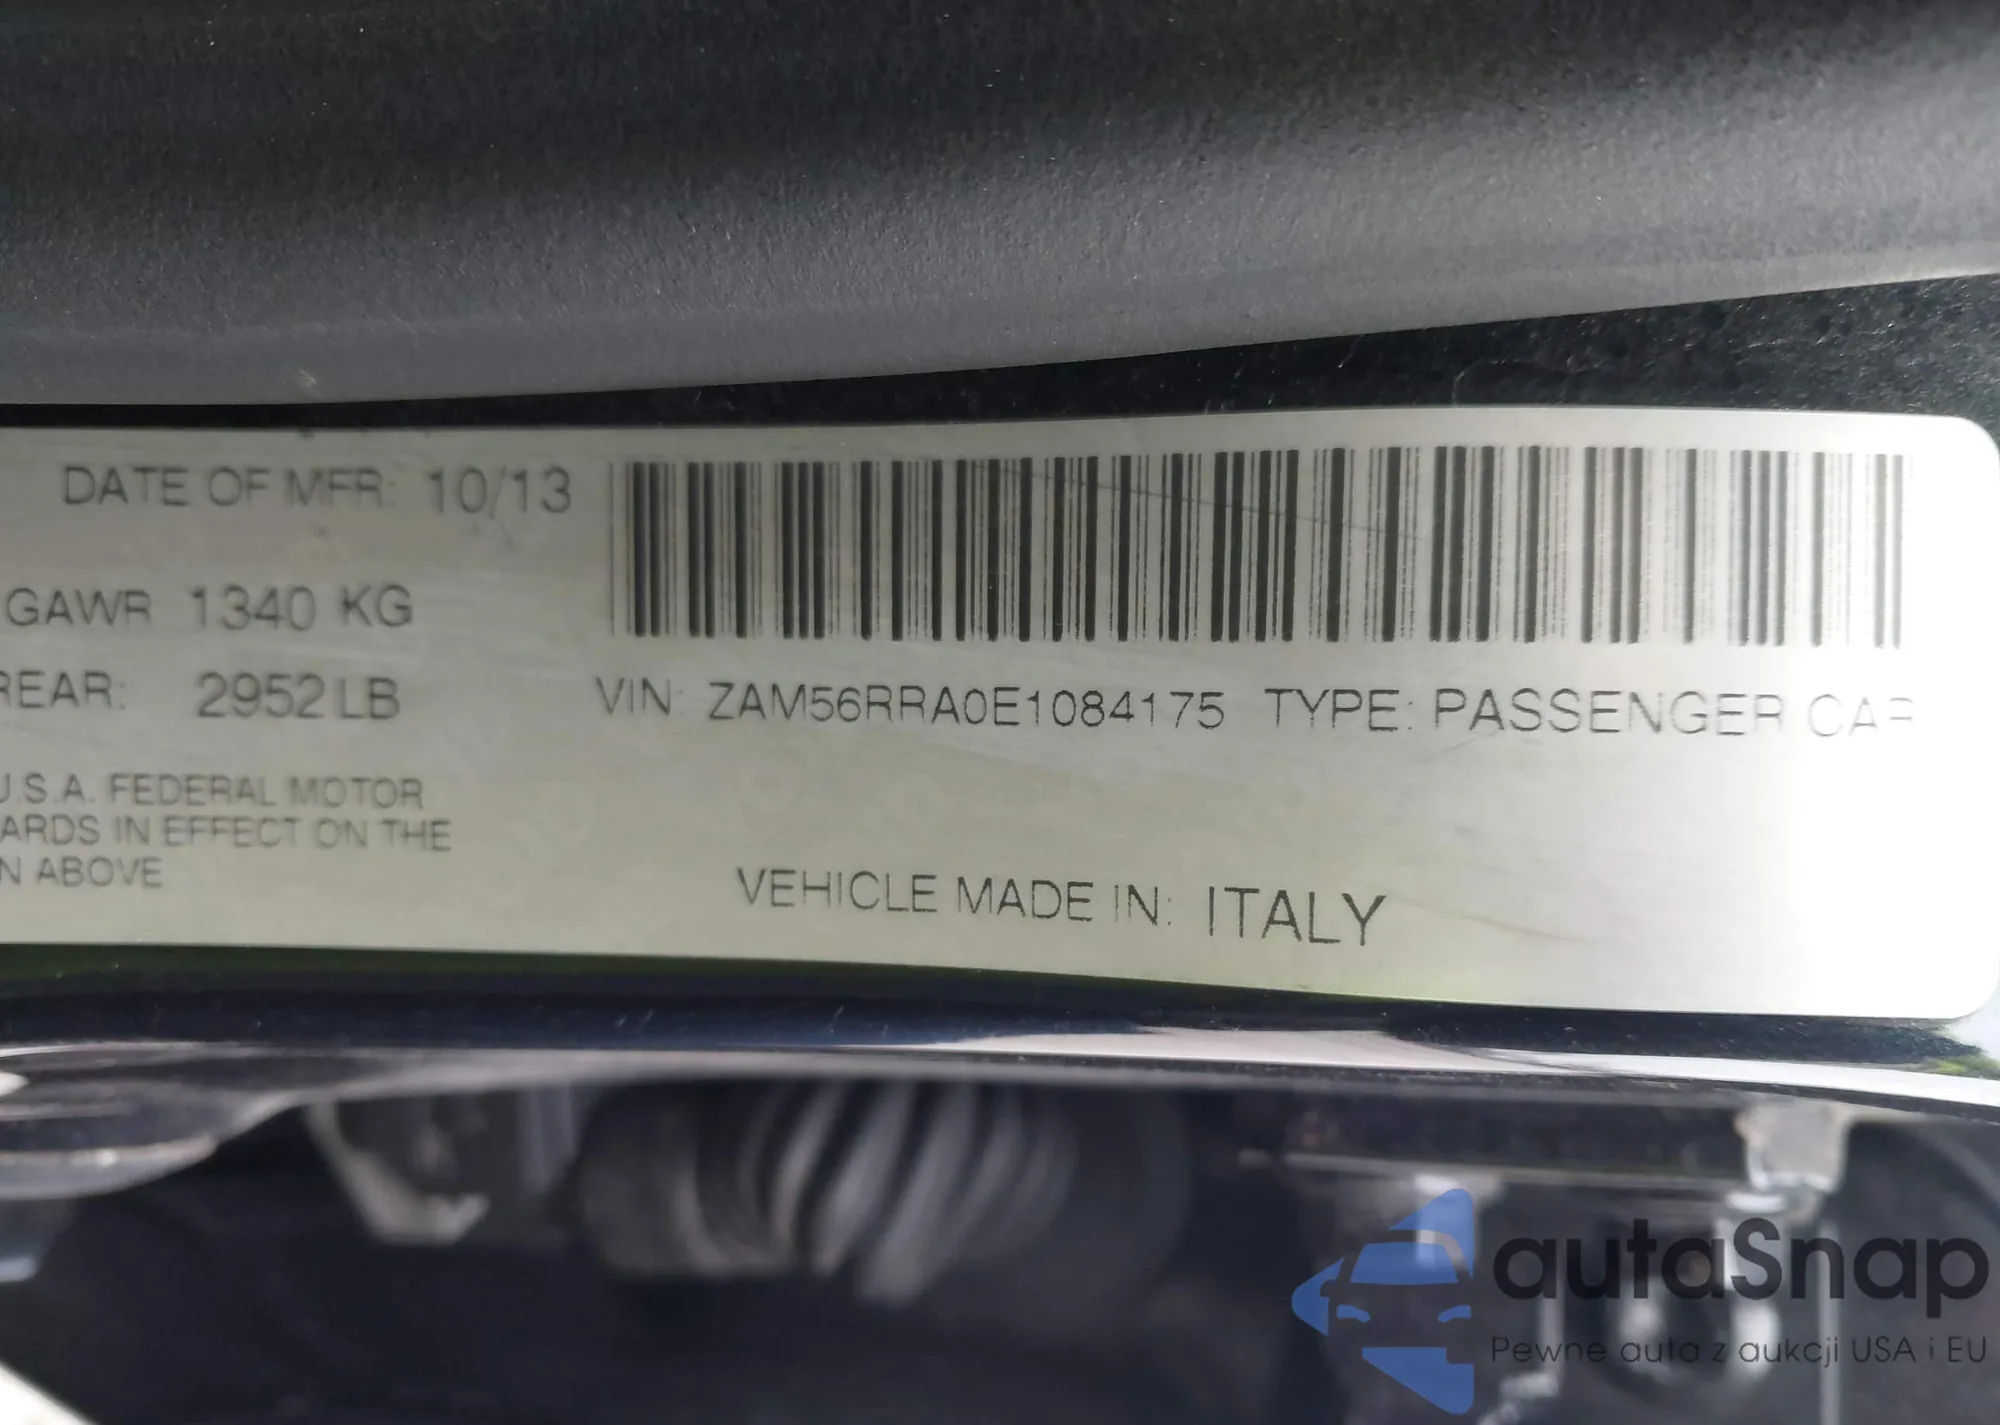 DATE OF MFR: 10/13
GAWR 1340 KG
REAR: 2952 LB
VIN: ZAM56RRA0E1084175 TYPE: PASSENGER CAR
U.S.A. FEDERAL MOTOR
ARDS IN EFFECT ON THE
N ABOVE
VEHICLE MADE IN: ITALY
autaSnap
Pewne auta z aukcji USA i EU